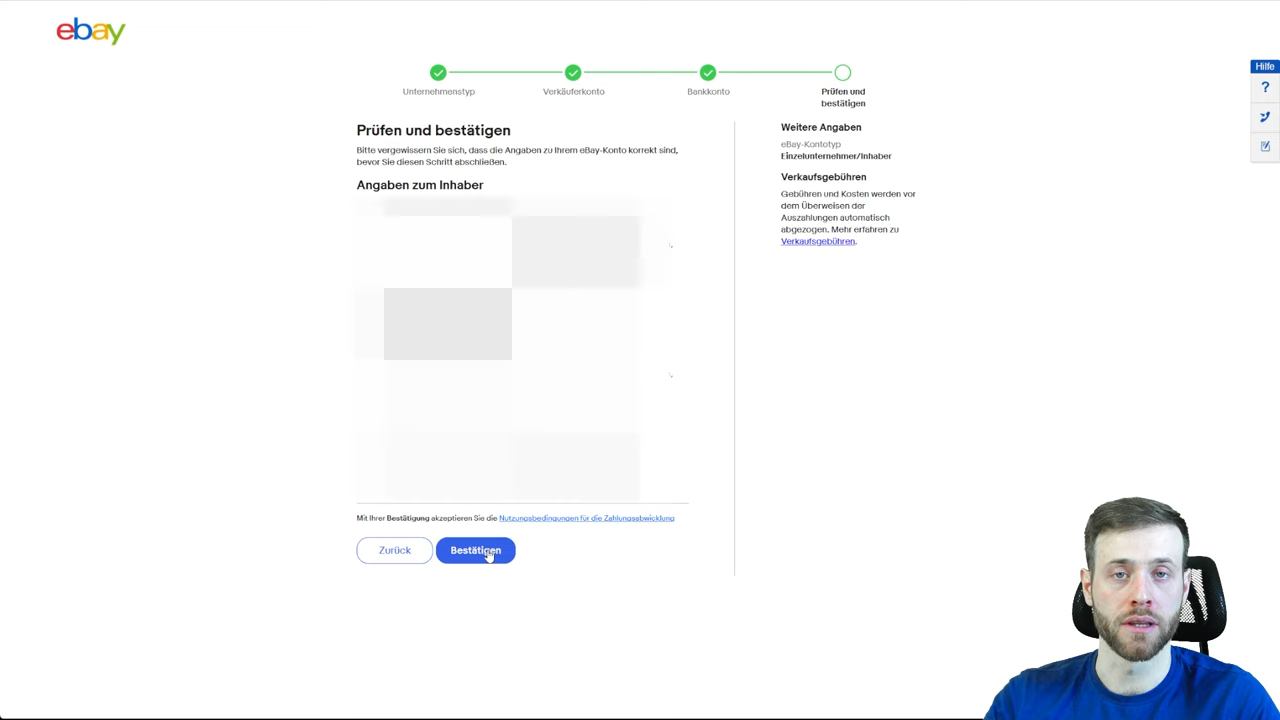 ebay
Unternehmenstyp
Verkäuferkonto
Bankkonto
Prüfen und
bestätigen
Hilfe
?
Prüfen und bestätigen
Bitte vergewissern Sie sich, dass die Angaben zu Ihrem eBay-Konto korrekt sind,
bevor Sie diesen Schritt abschließen.
Angaben zum Inhaber
Mit Ihrer Bestätigung akzeptieren Sie die Nutzungsbedingungen für die Zahlungsabwicklung
Zurück
Bestätigen
Weitere Angaben
eBay-Kontotyp
Einzelunternehmer/Inhaber
Verkaufsgebühren
Gebühren und Kosten werden vor
dem Überweisen der
Auszahlungen automatisch
abgezogen. Mehr erfahren zu
Verkaufsgebühren.